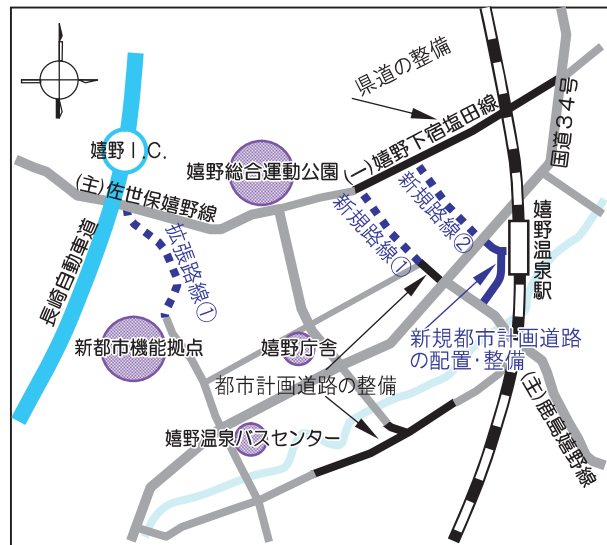 県道の整備
国道34号
嬉野I.C.
嬉野総合運動公園
(一)嬉野下宿塩田線
(主)佐世保嬉野線
新規路線①
新規路線②
拡張路線①
嬉野温泉駅
長崎自動車道
新都市機能拠点
嬉野庁舎
新規都市計画道路
の配置・整備
都市計画道路の整備
(主)鹿島嬉野線
嬉野温泉バスセンター